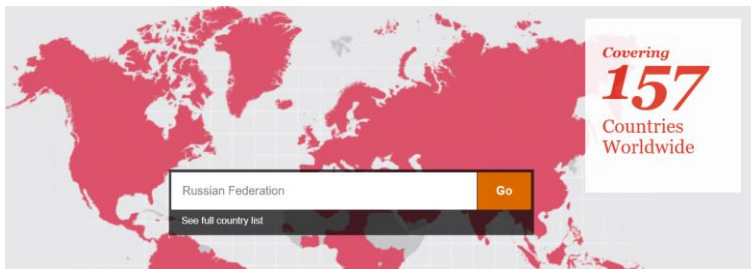 Covering
157
Countries
Worldwide
Russian Federation
Go
See full country list